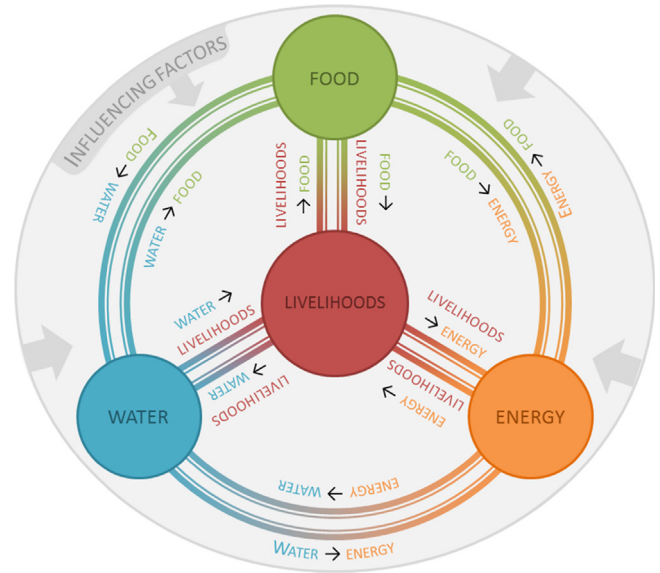 INFLUENCING FACTORS
FOOD
FOOD → WATER
WATER → FOOD
LIVELIHOODS → FOOD
FOOD → LIVELIHOODS
ENERGY → FOOD
FOOD → ENERGY
LIVELIHOODS
WATER → LIVELIHOODS
LIVELIHOODS → WATER
LIVELIHOODS → ENERGY
ENERGY → LIVELIHOODS
WATER
ENERGY
ENERGY → WATER
WATER → ENERGY